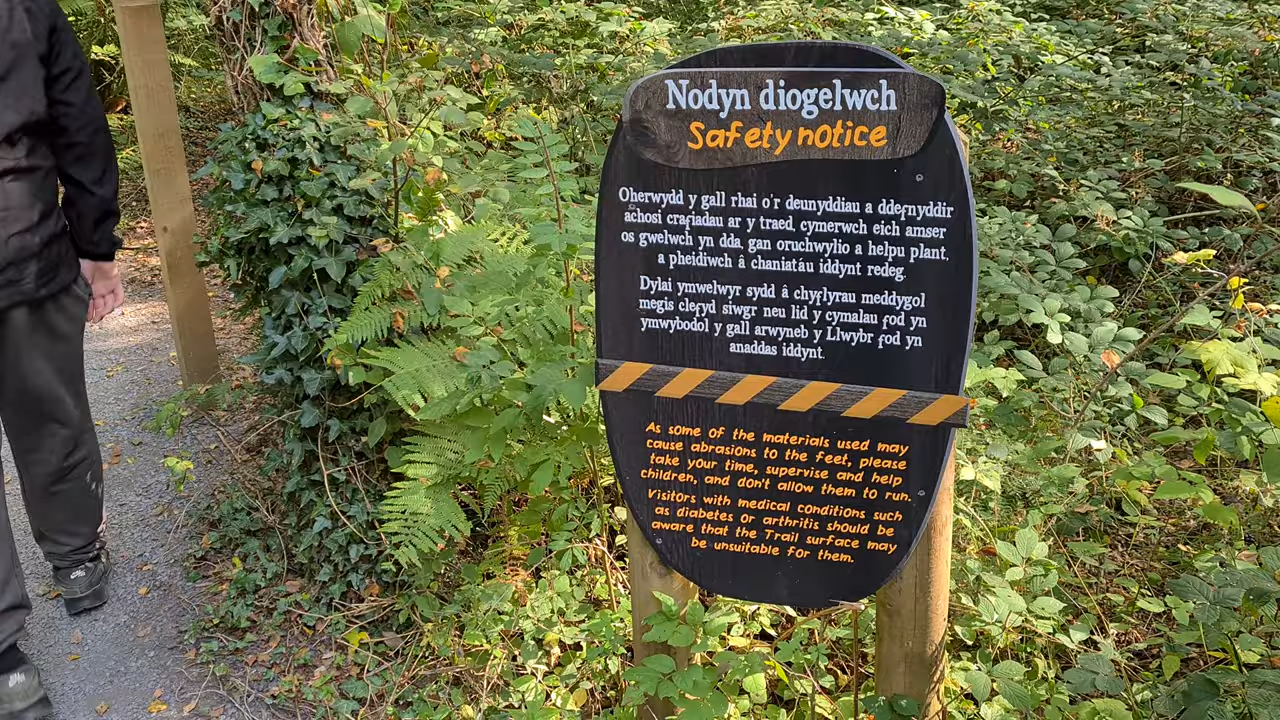 Nodyn diogelwch
Safety notice
Oherwydd y gall rhai o'r deunyddiau a ddefnyddir
achosi crafiadau ar y traed, cymerwch eich amser
os gwelwch yn dda, gan oruchwylio a helpu plant,
a pheidiwch â chaniatáu iddynt redeg.
Dylai ymwelwyr sydd â chyflyrau meddygol
megis clefyd siwgr neu lid y cymalau fod yn
ymwybodol y gall arwyneb y Llwybr fod yn
anaddas iddynt.
As some of the materials used may
cause abrasions to the feet, please
take your time, supervise and help
children, and don't allow them to run.
Visitors with medical conditions such
as diabetes or arthritis should be
aware that the Trail surface may
be unsuitable for them.